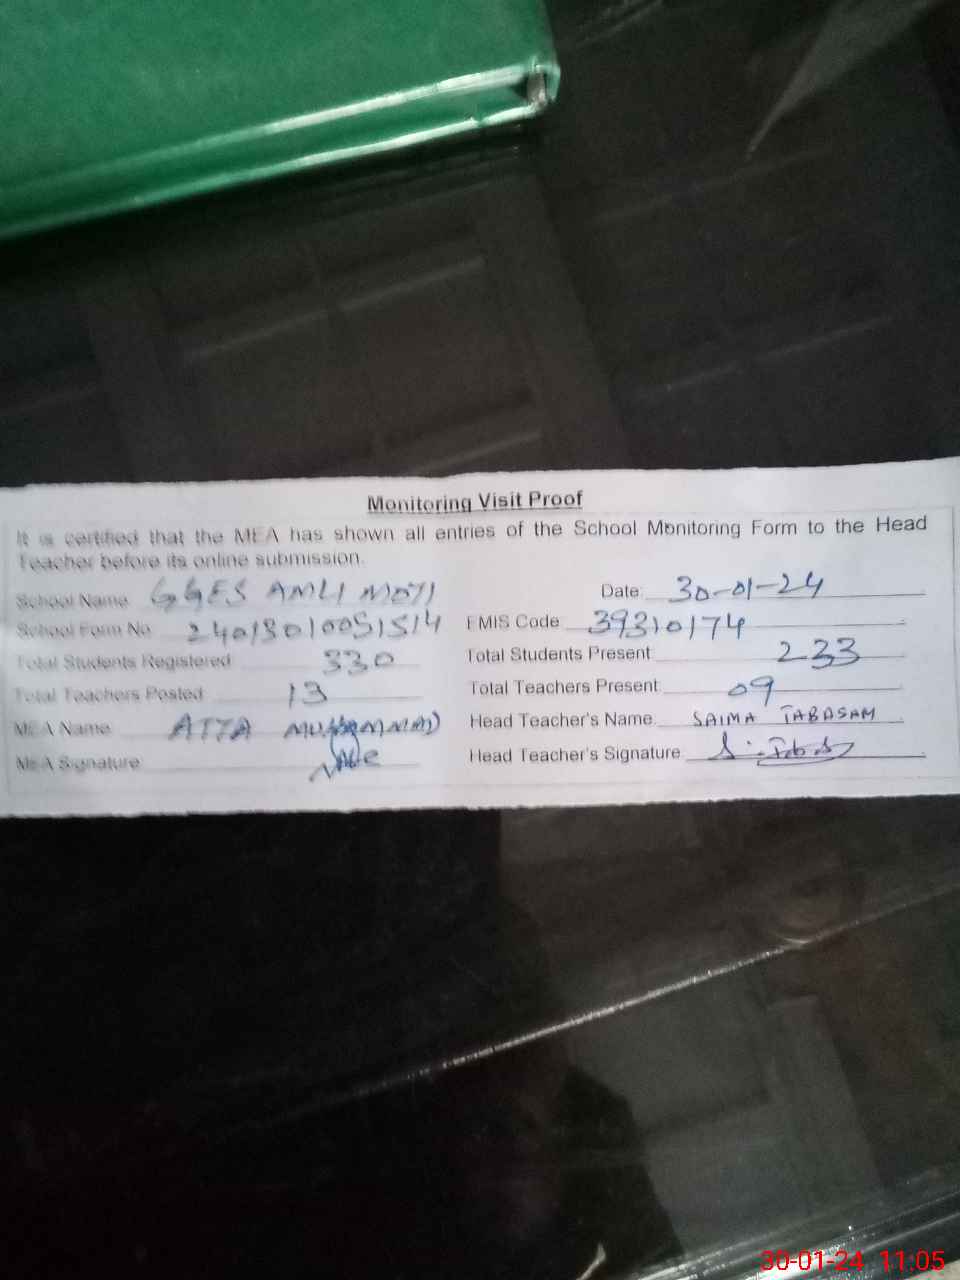 Monitoring Visit Proof
It is certified that the MEA has shown all entries of the School Monitoring Form to the Head
Teacher before its online submission.
School Name GGES AMLI MOTI Date: 30-01-24
School Form No 24013010051514 EMIS Code 39310174
Total Students Registered 330 Total Students Present 233
Total Teachers Posted 13 Total Teachers Present 09
MEA Name ATTA MUHAMMAD Head Teacher's Name SAIMA TABASAM
MEA Signature Head Teacher's Signature
30-01-24 11:05